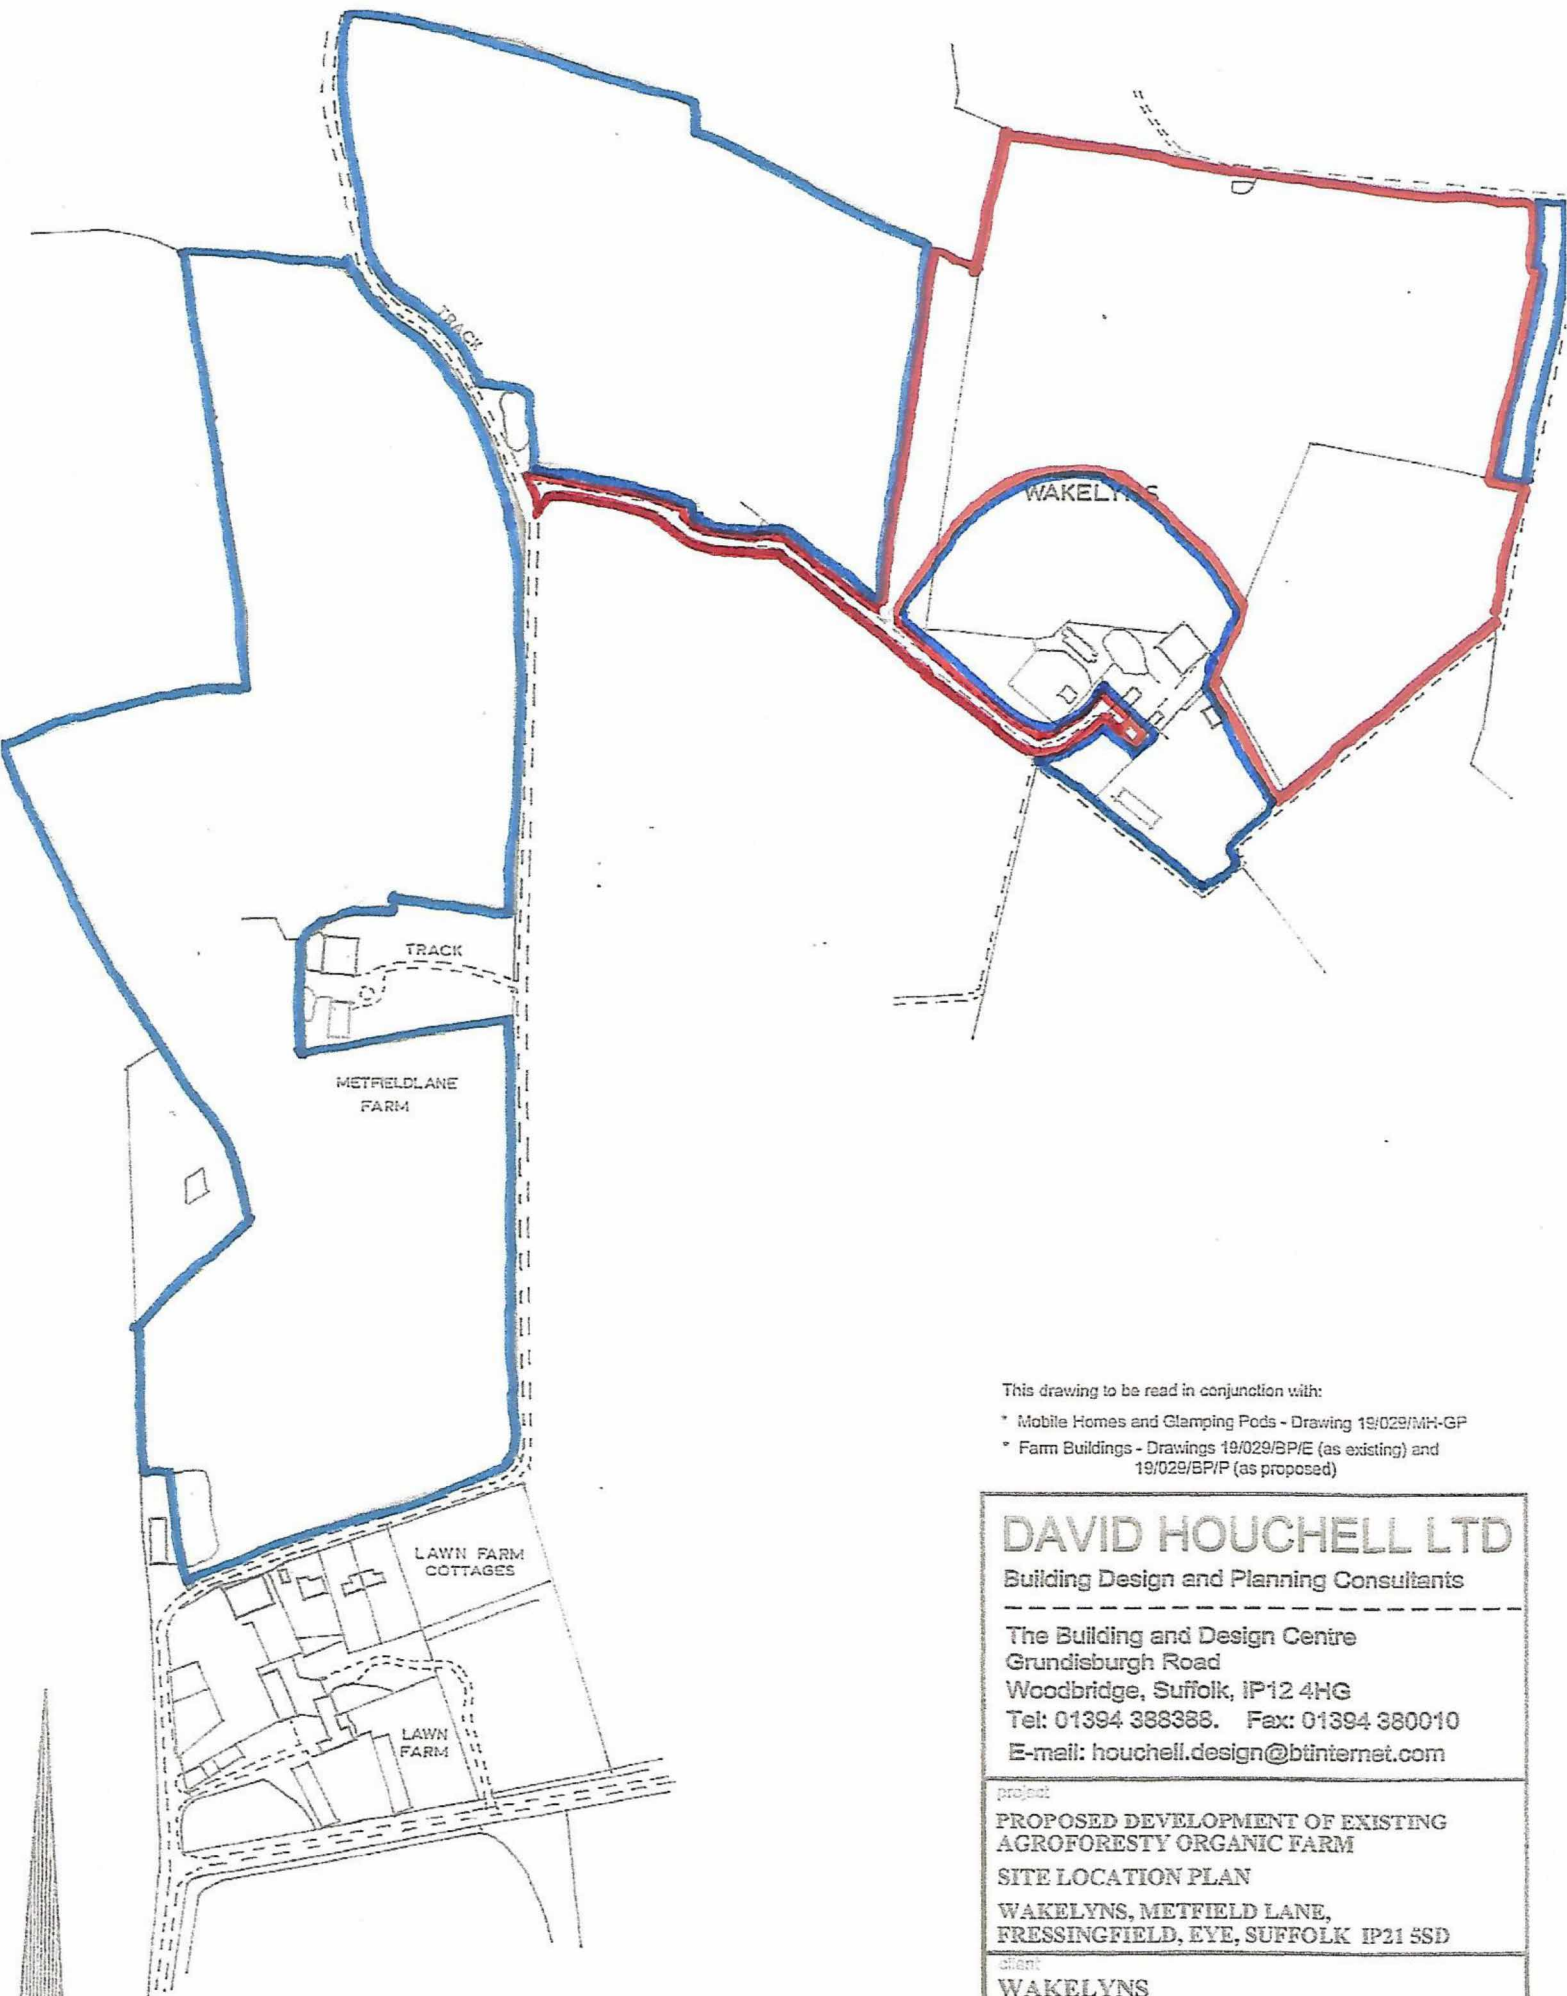 TRACK
WAKELYNS
TRACK
METFIELDLANE
FARM
This drawing to be read in conjunction with:
* Mobile Homes and Glamping Pods - Drawing 19/029/MH-GP
* Farm Buildings - Drawings 19/029/BP/E (as existing) and
19/029/BP/P (as proposed)
DAVID HOUCHELL LTD
Building Design and Planning Consultants
The Building and Design Centre
Grundisburgh Road
Woodbridge, Suffolk, IP12 4HG
Tel: 01394 388388. Fax: 01394 380010
E-mail: houchell.design@btinternet.com
project
PROPOSED DEVELOPMENT OF EXISTING
AGROFORESTY ORGANIC FARM
SITE LOCATION PLAN
WAKELYNS, METFIELD LANE,
FRESSINGFIELD, EYE, SUFFOLK IP21 5SD
client
WAKELYNS
LAWN FARM
COTTAGES
LAWN
FARM